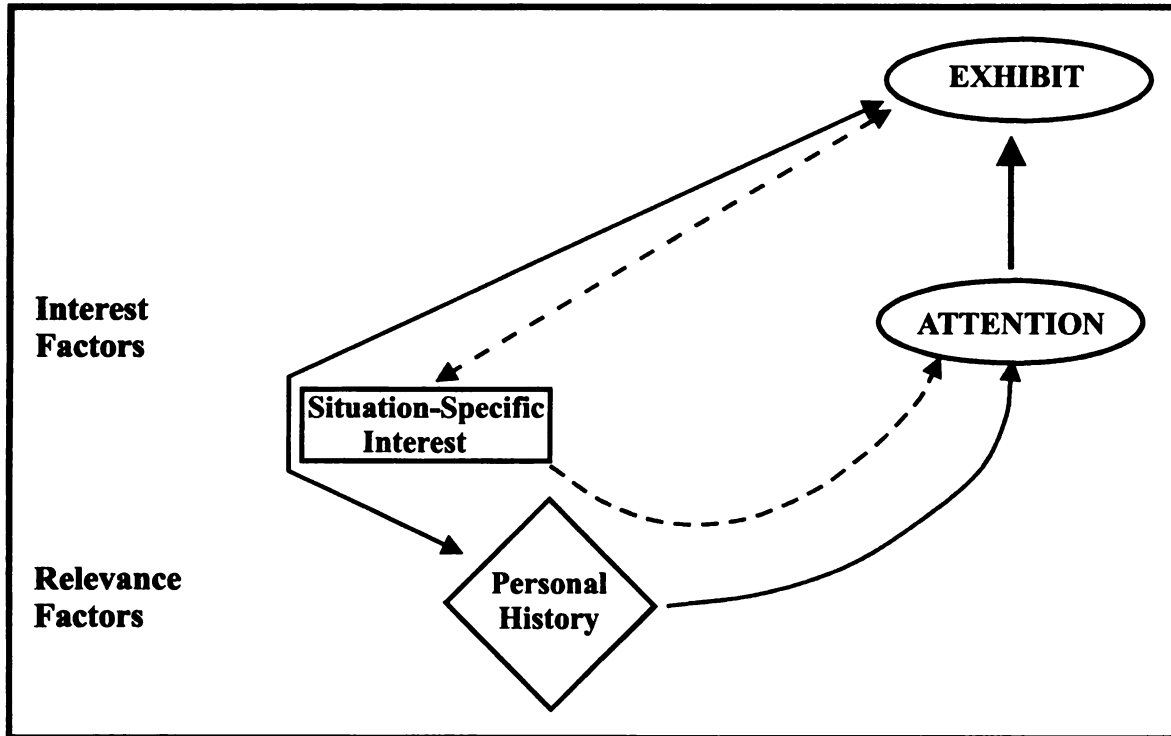 EXHIBIT
Interest
Factors
ATTENTION
Situation-Specific
Interest
Relevance
Factors
Personal
History